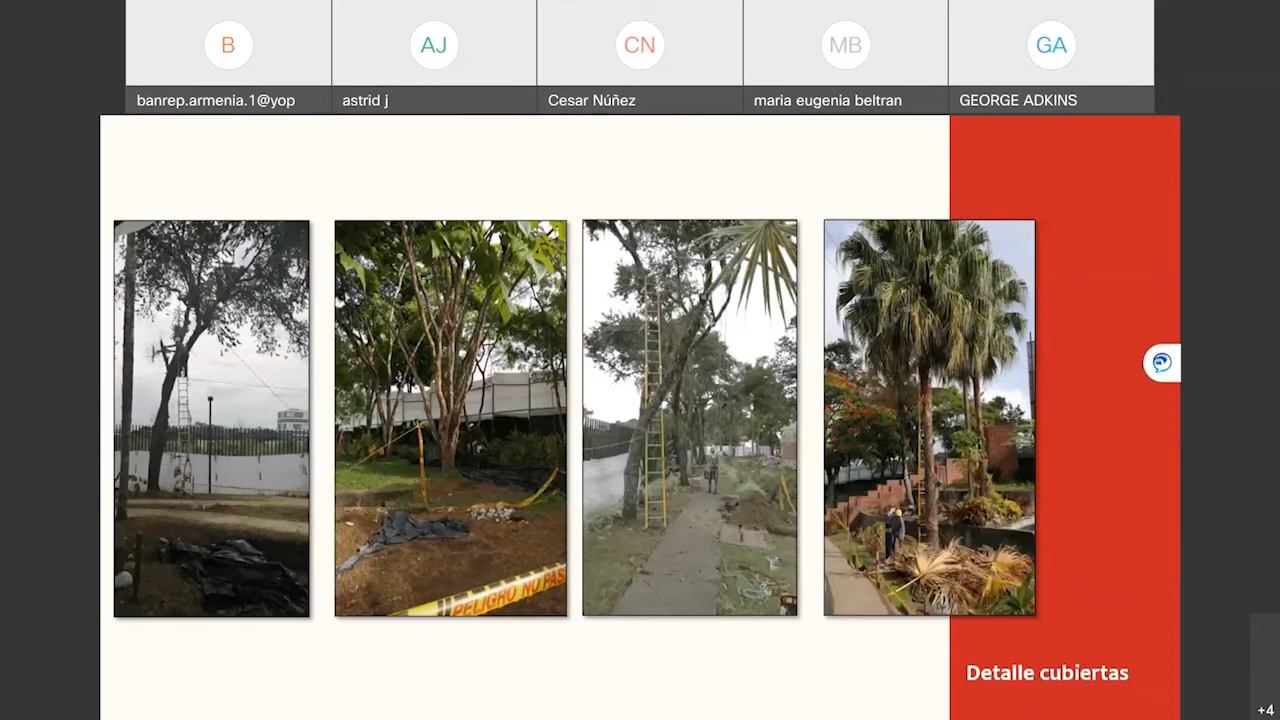 B
AJ
CN
MB
GA
banrep.armenia.1@yop
astrid j
Cesar Núñez
maria eugenia beltran
GEORGE ADKINS
PELIGRO NO PAS
Detalle cubiertas
+4